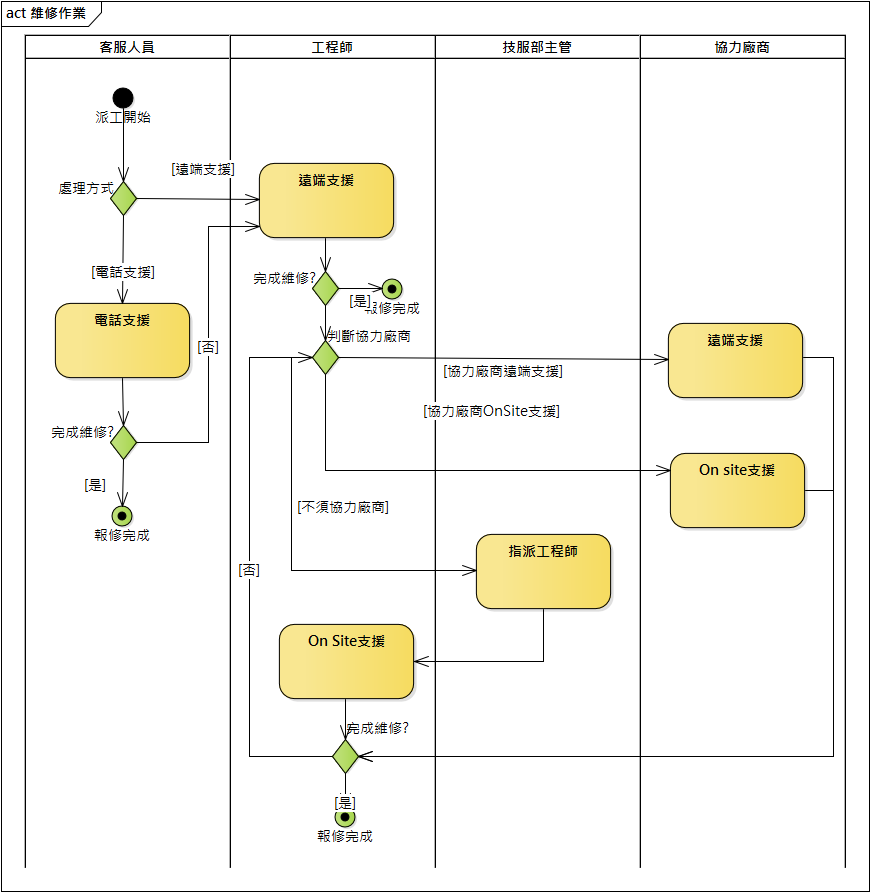 act 維修作業
客服人員
工程師
技服部主管
協力廠商
派工開始
處理方式
[遠端支援]
遠端支援
[電話支援]
電話支援
完成維修?
[是]
報修完成
[否]
完成維修?
[是]
報修完成
判斷協力廠商
[協力廠商遠端支援]
遠端支援
[協力廠商OnSite支援]
On site支援
[不須協力廠商]
指派工程師
[否]
On Site支援
完成維修?
[是]
報修完成